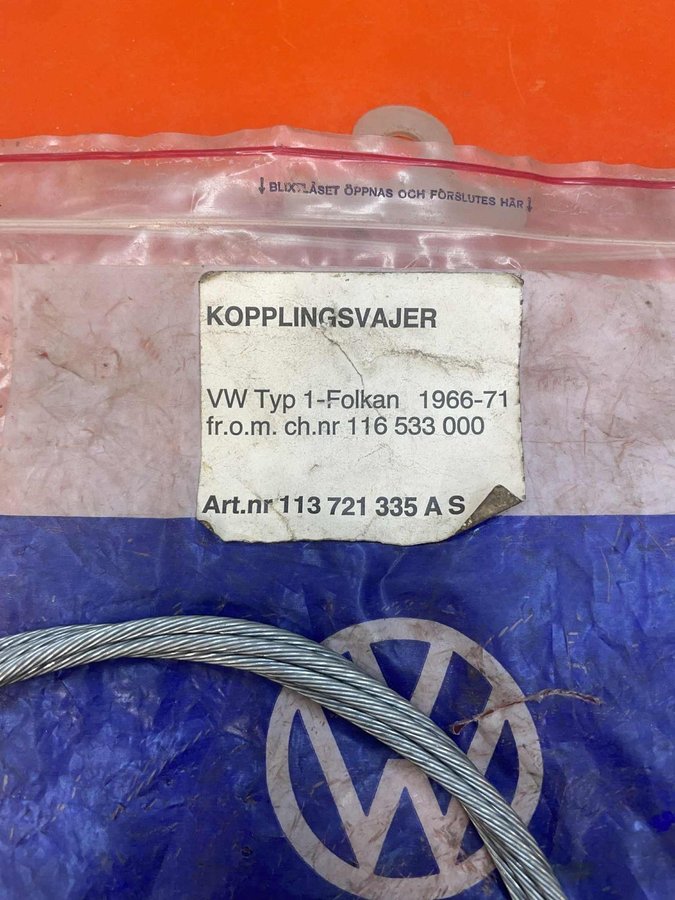 ↓ BLIXTLÅSET ÖPPNAS OCH FÖRSLUTES HÄR ↓
KOPPLINGSVAJER
VW Typ 1-Folkan 1966-71
fr.o.m. ch.nr 116 533 000
Art.nr 113 721 335 A S
VW